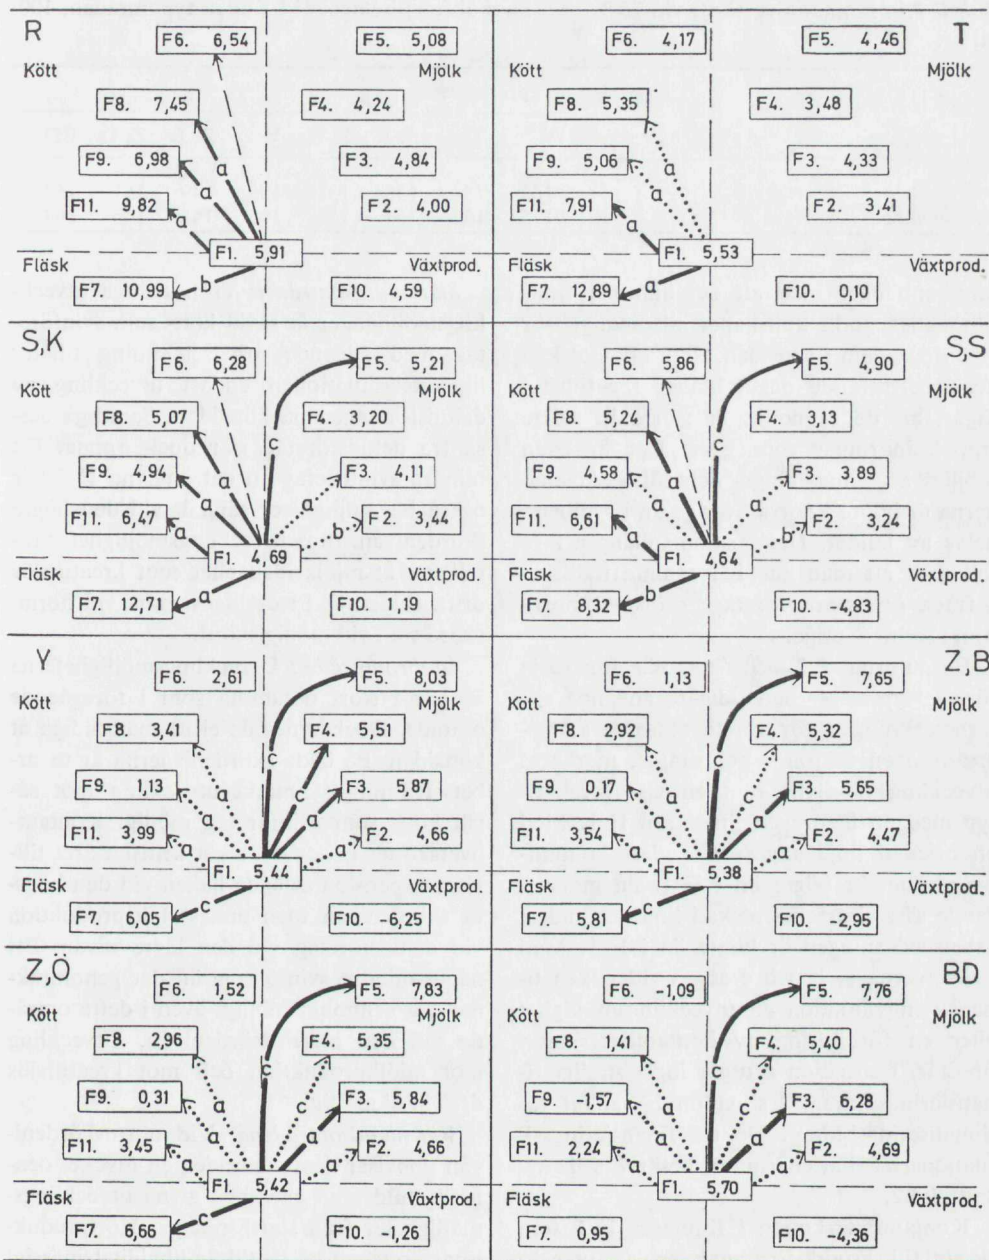 R
F6. 6,54
F5. 5,08
Kött
Mjölk
F8. 7,45
F4. 4,24
a
F9. 6,98
F3. 4,84
a
F11. 9,82
F2. 4,00
a
F1. 5,91
Fläsk
Växtprod.
b
F7. 10,99
F10. 4,59
T
F6. 4,17
F5. 4,46
Kött
Mjölk
F8. 5,35
F4. 3,48
a
F9. 5,06
F3. 4,33
a
F11. 7,91
F2. 3,41
a
F1. 5,53
Fläsk
Växtprod.
a
F7. 12,89
F10. 0,10
S,K
F6. 6,28
F5. 5,21
Kött
Mjölk
F8. 5,07
F4. 3,20
a
c
F9. 4,94
F3. 4,11
a
a
F11. 6,47
F2. 3,44
a
b
F1. 4,69
Fläsk
Växtprod.
a
F7. 12,71
F10. 1,19
S,S
F6. 5,86
F5. 4,90
Kött
Mjölk
F8. 5,24
F4. 3,13
a
c
F9. 4,58
F3. 3,89
a
a
F11. 6,61
F2. 3,24
a
b
F1. 4,64
Fläsk
Växtprod.
b
F7. 8,32
F10. -4,83
V
F6. 2,61
F5. 8,03
Kött
Mjölk
F8. 3,41
F4. 5,51
a
c
c
F9. 1,13
F3. 5,87
a
c
F11. 3,99
F2. 4,66
a
a
F1. 5,44
Fläsk
Växtprod.
c
F7. 6,05
F10. -6,25
Z,B
F6. 1,13
F5. 7,65
Kött
Mjölk
F8. 2,92
F4. 5,32
a
c
c
F9. 0,17
F3. 5,65
a
c
F11. 3,54
F2. 4,47
a
a
F1. 5,38
Fläsk
Växtprod.
c
F7. 5,81
F10. -2,95
Z,Ö
F6. 1,52
F5. 7,83
Kött
Mjölk
F8. 2,96
F4. 5,35
a
c
c
F9. 0,31
F3. 5,84
a
c
F11. 3,45
F2. 4,66
a
a
F1. 5,42
Fläsk
Växtprod.
c
F7. 6,66
F10. -1,26
BD
F6. -1,09
F5. 7,76
Kött
Mjölk
F8. 1,41
F4. 5,40
a
c
c
F9. -1,57
F3. 6,28
a
c
F11. 2,24
F2. 4,69
a
a
F1. 5,70
Fläsk
Växtprod.
F7. 0,95
F10. -4,36